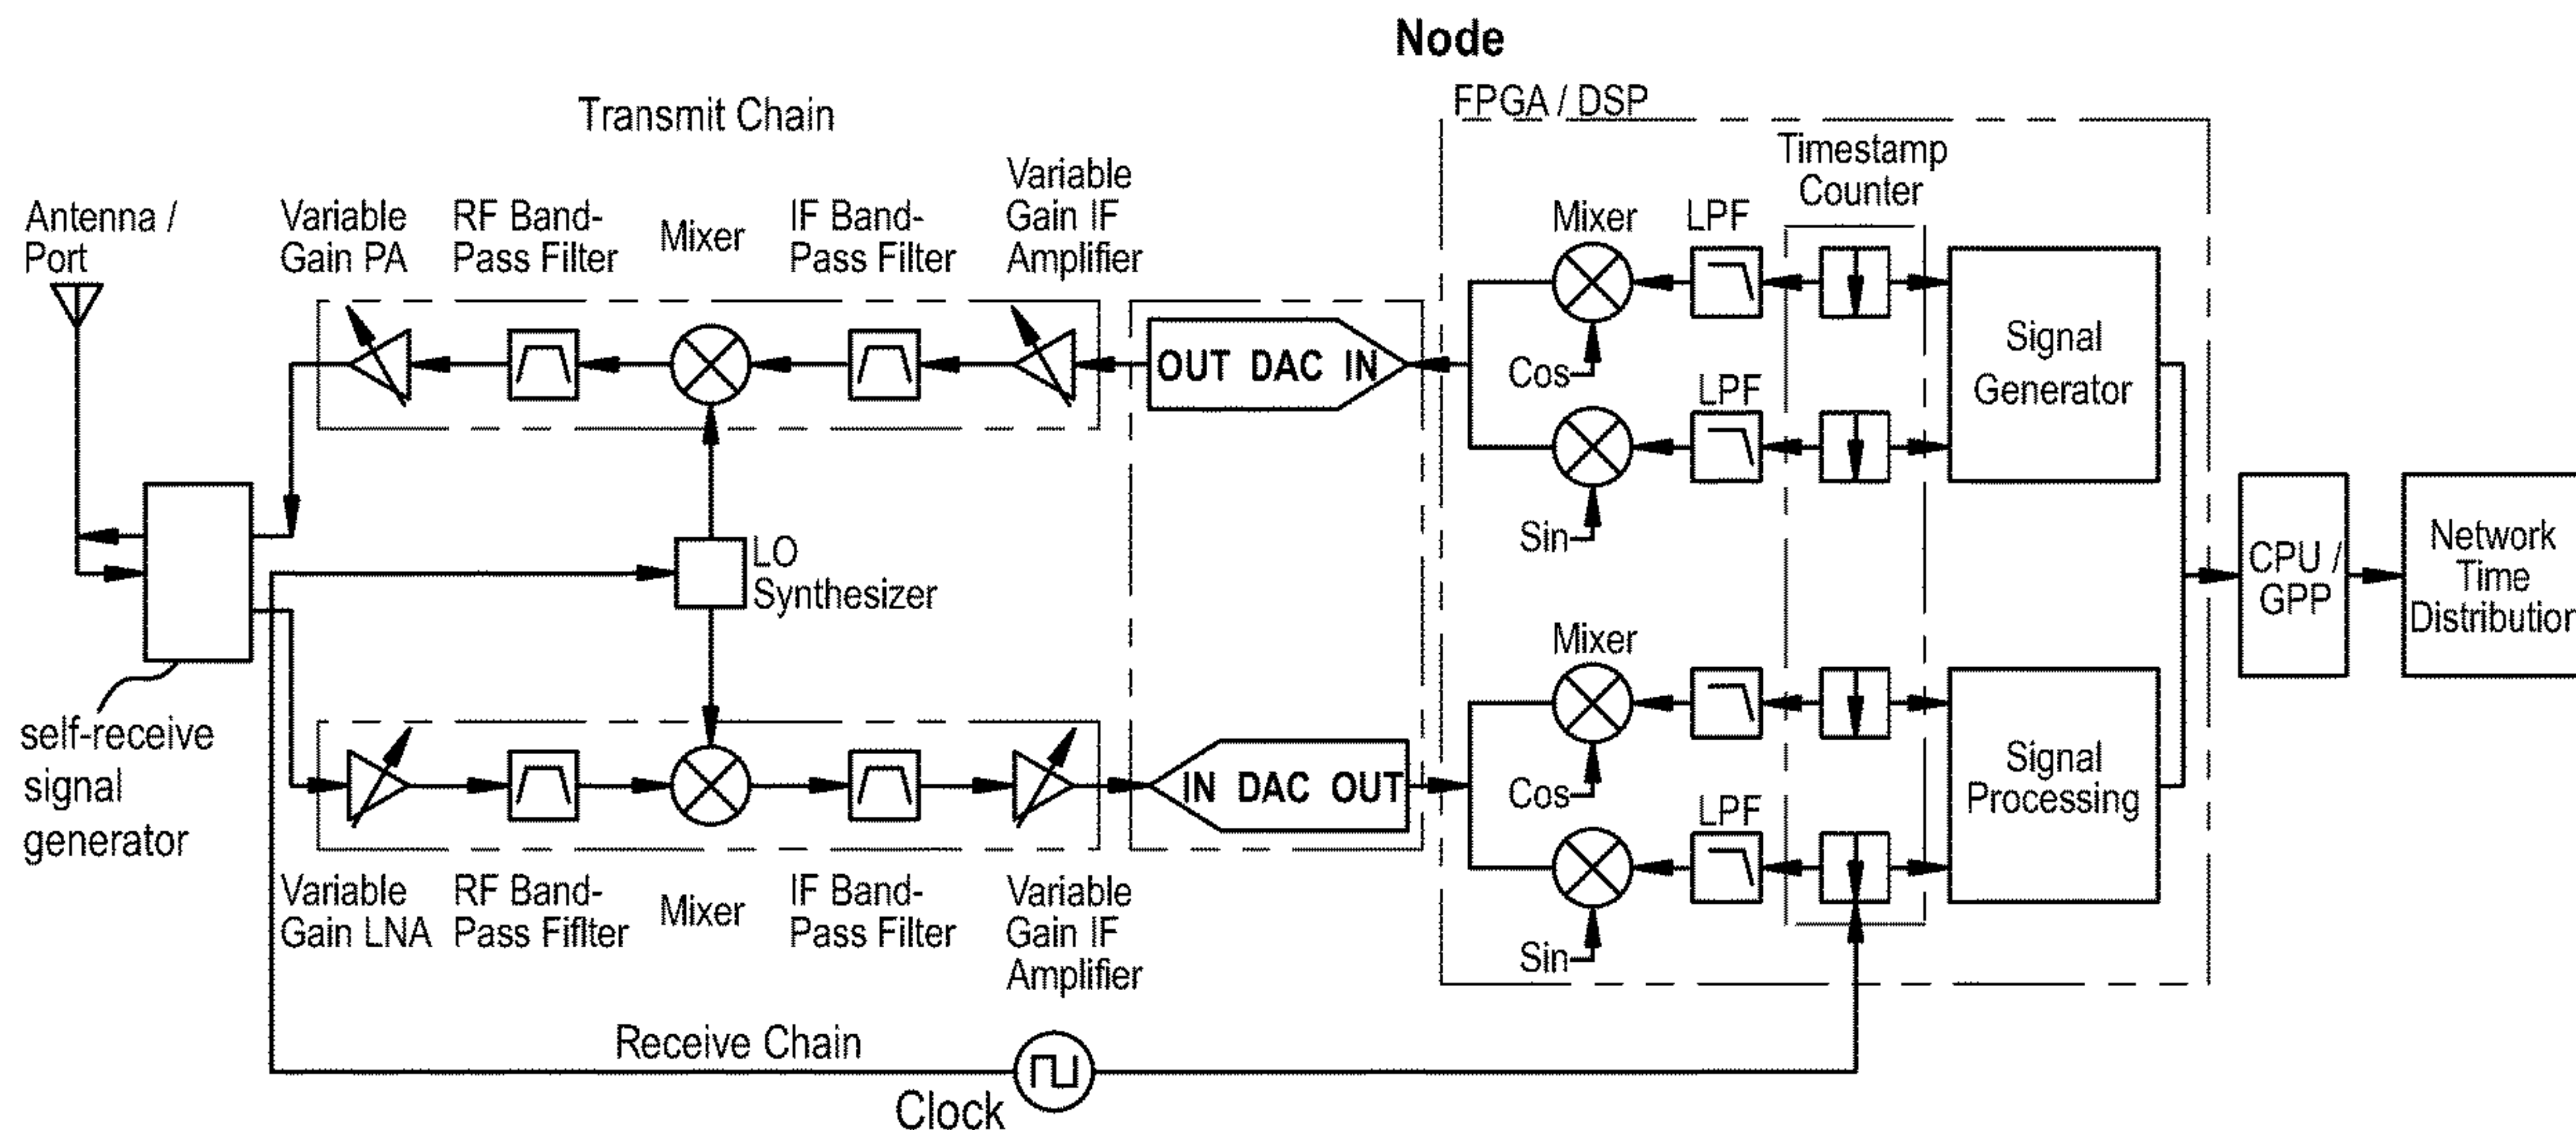 Node
FPGA / DSP
Transmit Chain
Timestamp
Counter
Antenna /
Port
Variable
Gain PA
RF Band-
Pass Filter
Mixer
IF Band-
Pass Filter
Variable
Gain IF
Amplifier
Mixer
LPF
OUT DAC IN
Cos
LPF
Sin
Signal
Generator
LO
Synthesizer
CPU /
GPP
Network
Time
Distribution
self-receive
signal
generator
Mixer
IN DAC OUT
Cos
LPF
Sin
Signal
Processing
Variable
Gain LNA
RF Band-
Pass Fiflter
Mixer
IF Band-
Pass Filter
Variable
Gain IF
Amplifier
Receive Chain
Clock